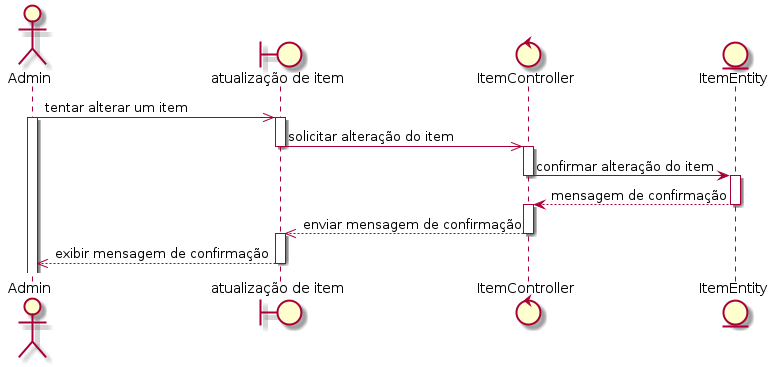 Admin
atualização de item
ItemController
ItemEntity
tentar alterar um item
solicitar alteração do item
confirmar alteração do item
mensagem de confirmação
enviar mensagem de confirmação
exibir mensagem de confirmação
Admin
atualização de item
ItemController
ItemEntity